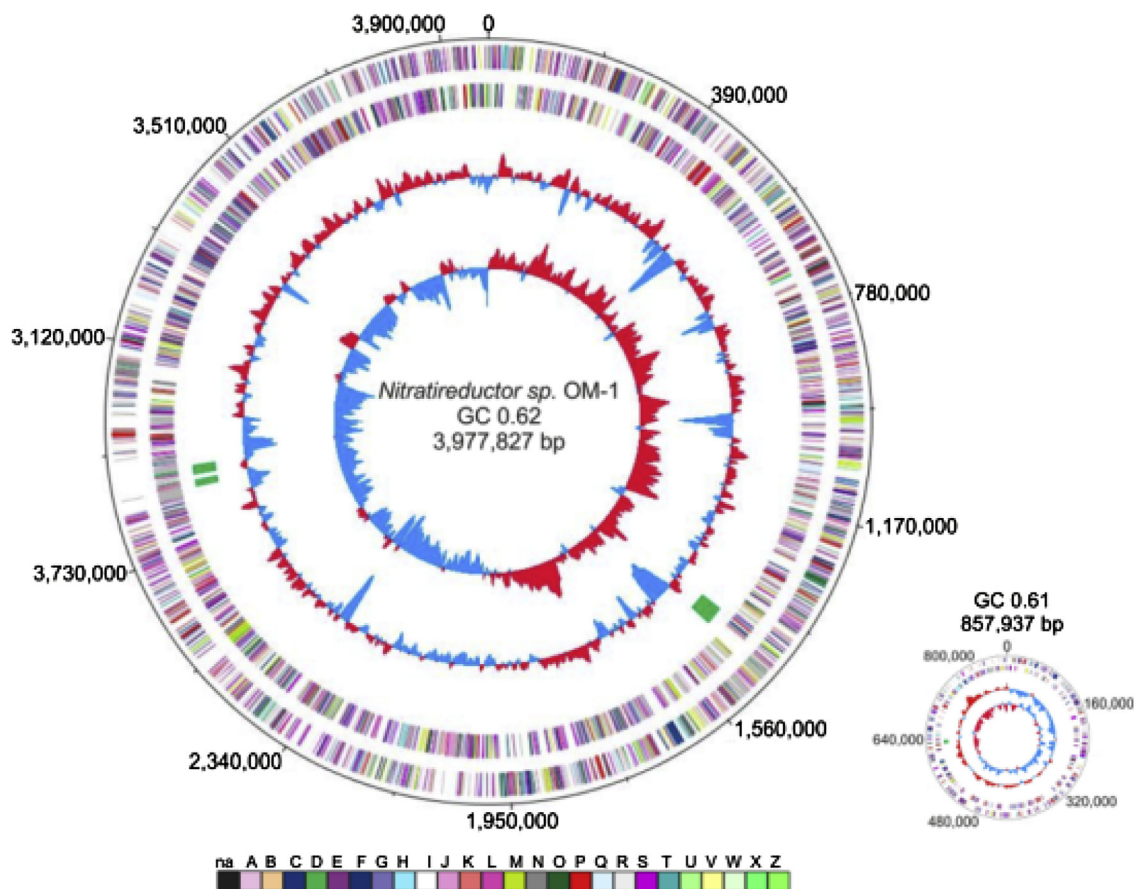 3,900,000
0
390,000
3,510,000
780,000
3,120,000
Nitratireductor sp. OM-1
GC 0.62
3,977,827 bp
1,170,000
3,730,000
GC 0.61
857,937 bp
0
800,000
160,000
640,000
320,000
480,000
1,560,000
2,340,000
1,950,000
na A B C D E F G H I J K L M N O P Q R S T U V W X Z